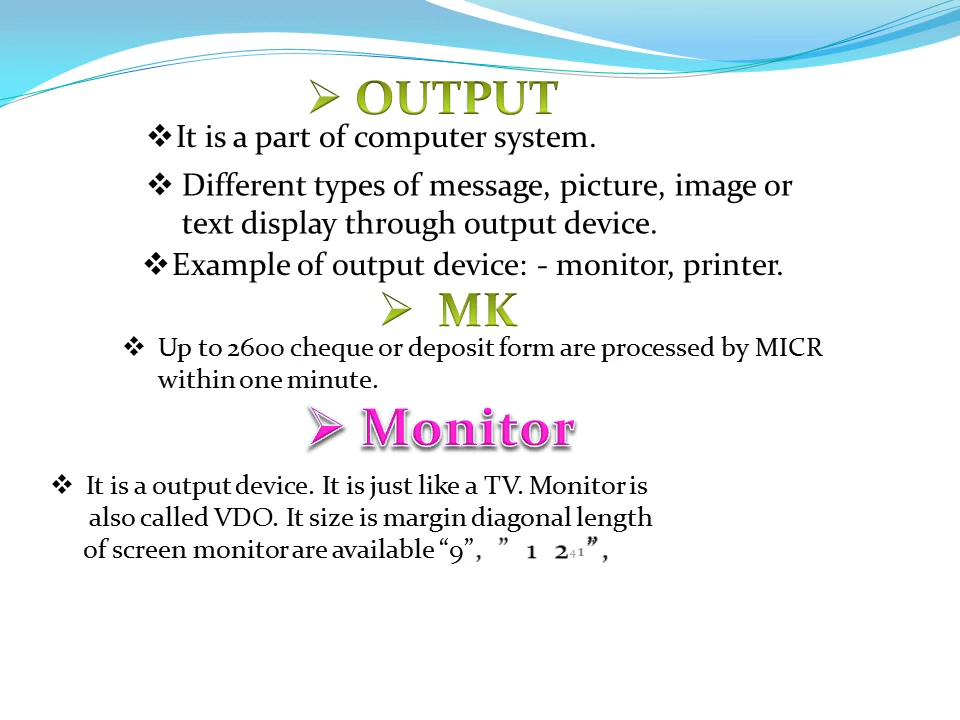 ➢ OUTPUT
❖It is a part of computer system.
❖ Different types of message, picture, image or
text display through output device.
❖Example of output device: - monitor, printer.
➢ MK
❖ Up to 2600 cheque or deposit form are processed by MICR
within one minute.
➢ Monitor
❖ It is a output device. It is just like a TV. Monitor is
also called VDO. It size is margin diagonal length
of screen monitor are available “9”, ” 1 2 41”,